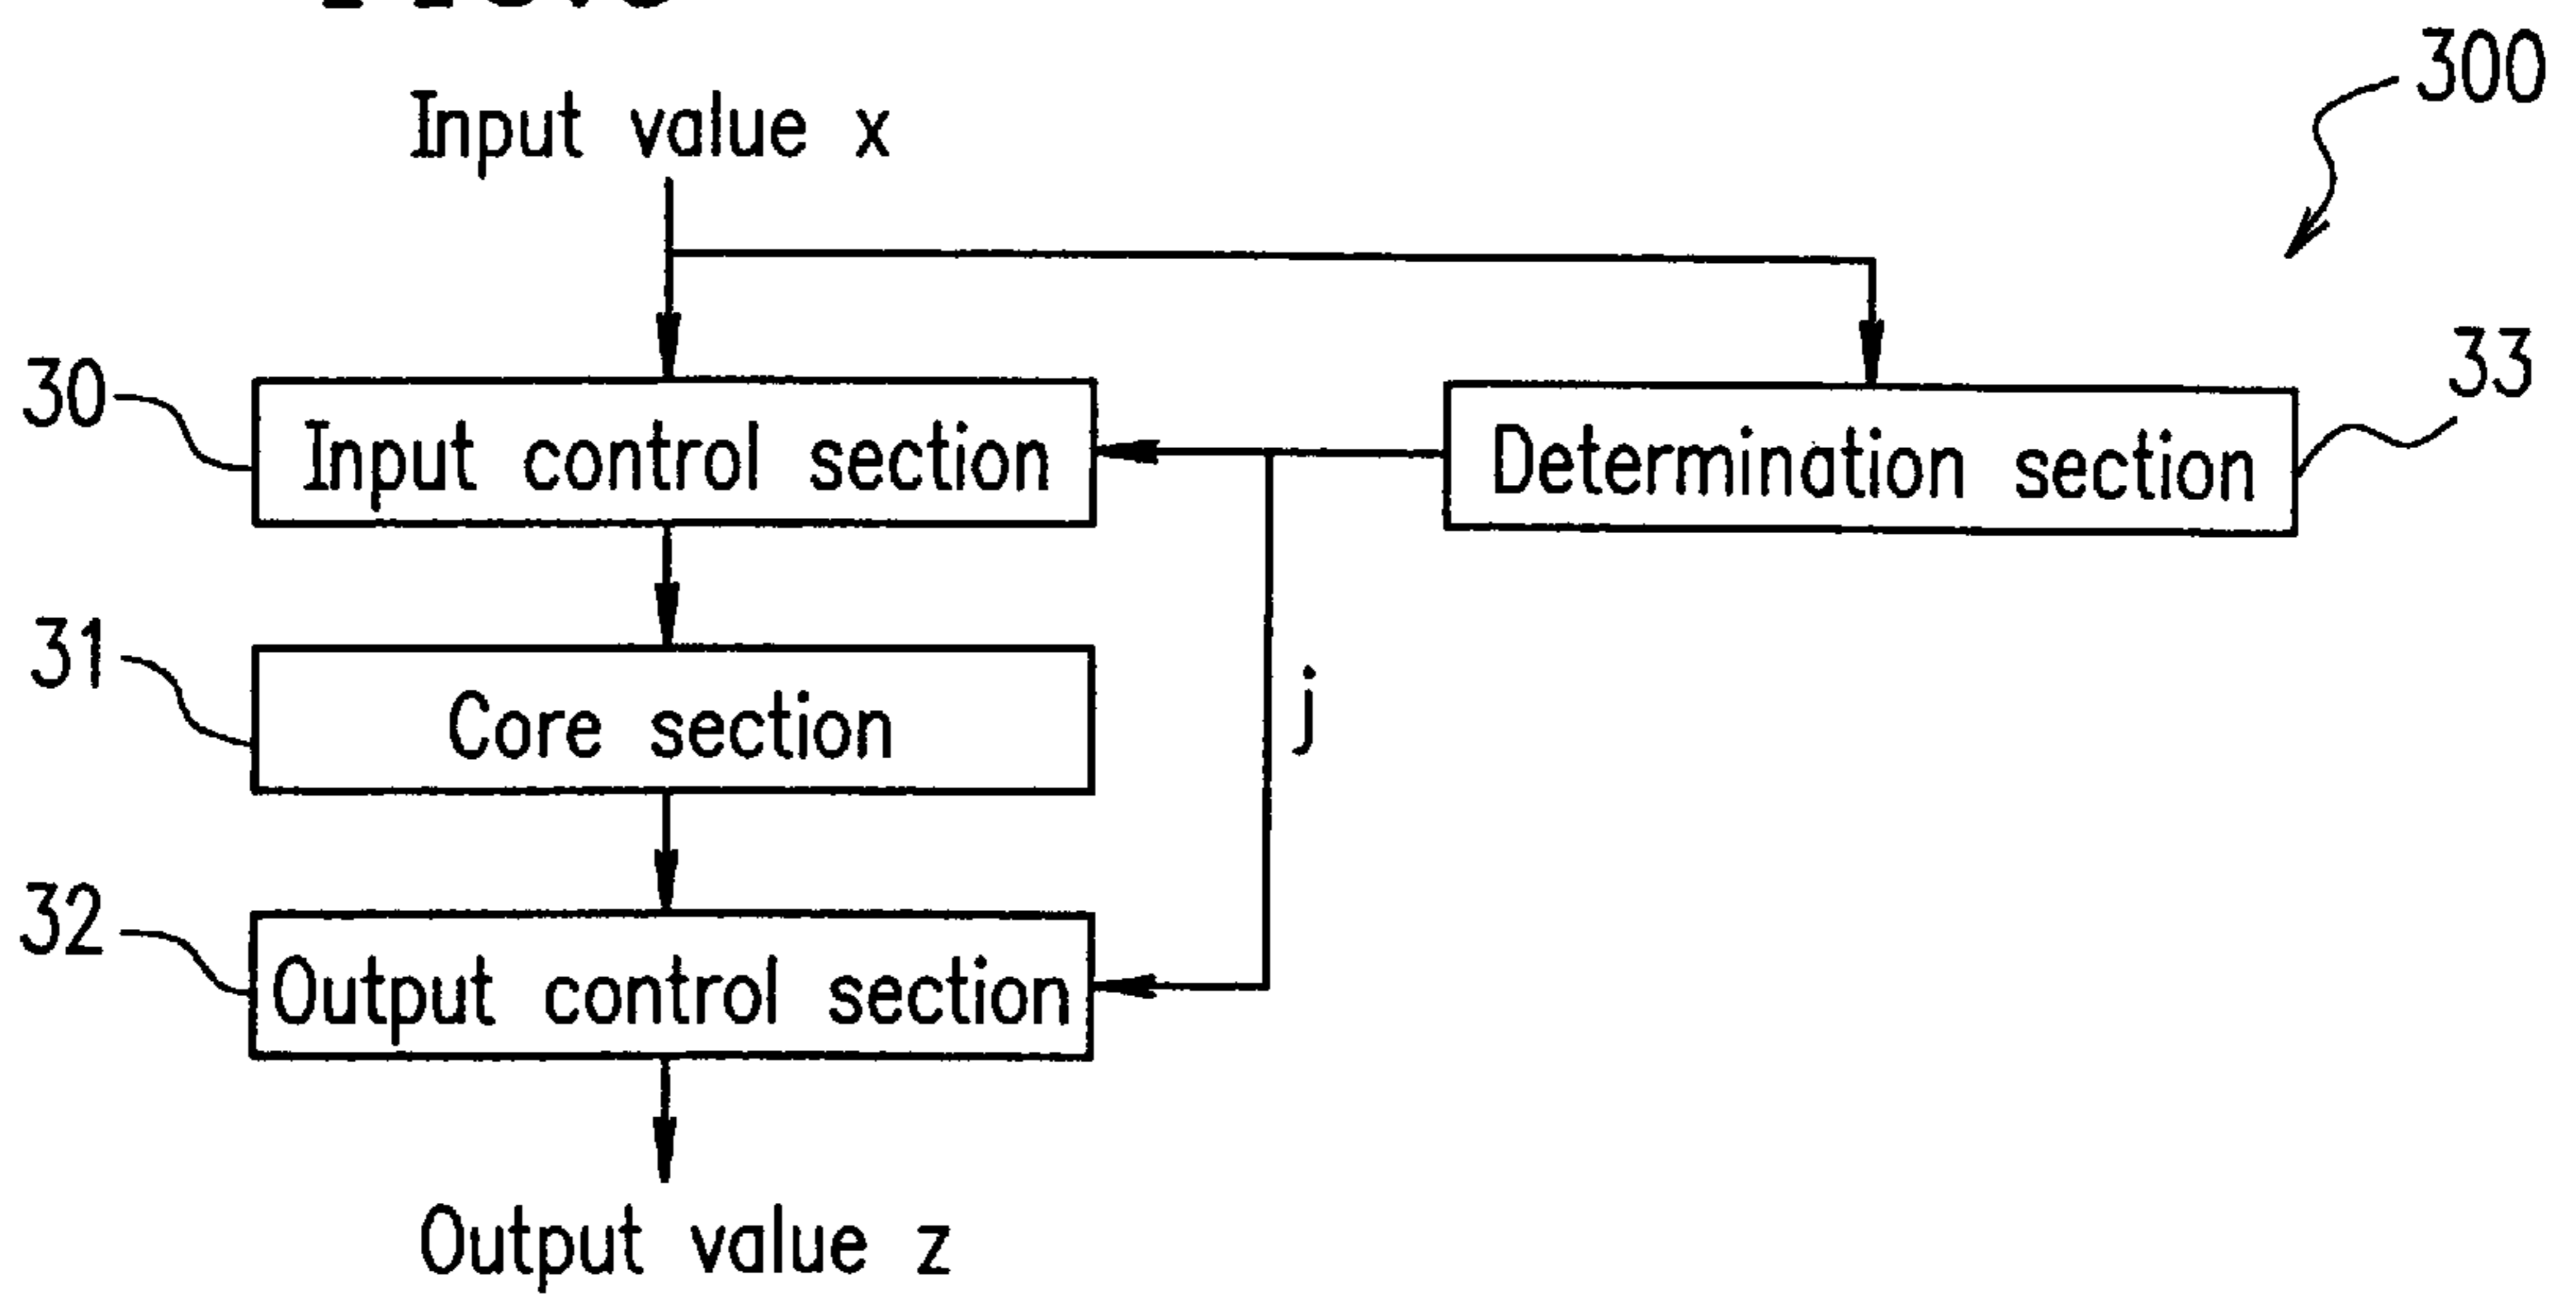 300
Input value x
30
Input control section
33
Determination section
31
Core section
j
32
Output control section
Output value z